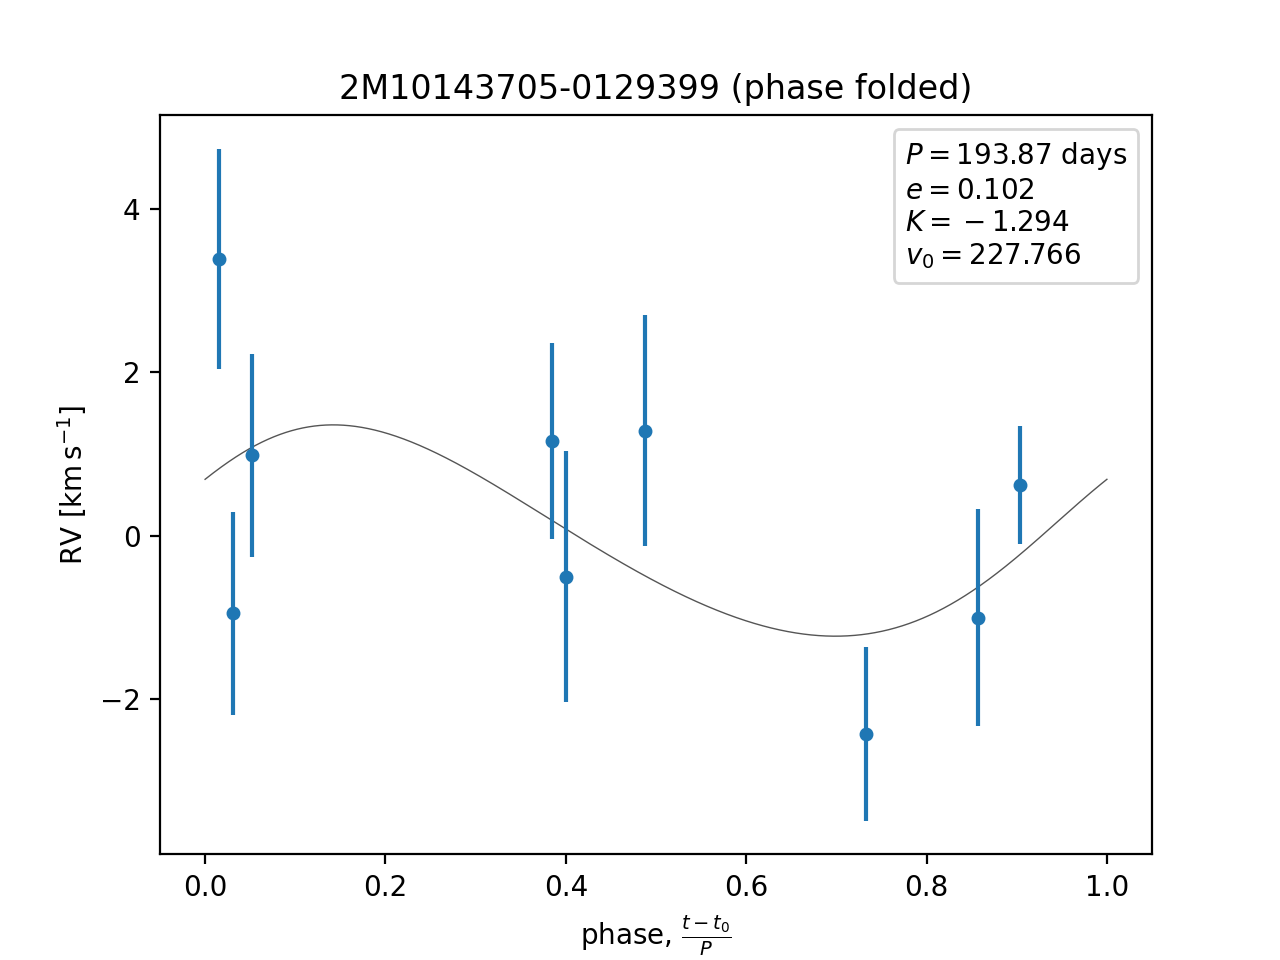 2M10143705-0129399 (phase folded)
P = 193.87 days
e = 0.102
K = −1.294
v₀ = 227.766
4
2
0
−2
RV [km s⁻¹]
0.0 0.2 0.4 0.6 0.8 1.0
phase, (t − t₀)/P